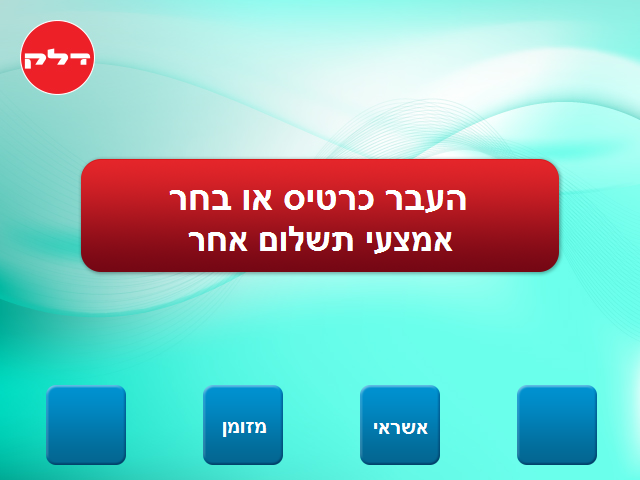 דלק
העבר כרטיס או בחר
אמצעי תשלום אחר
אשראי
מזומן